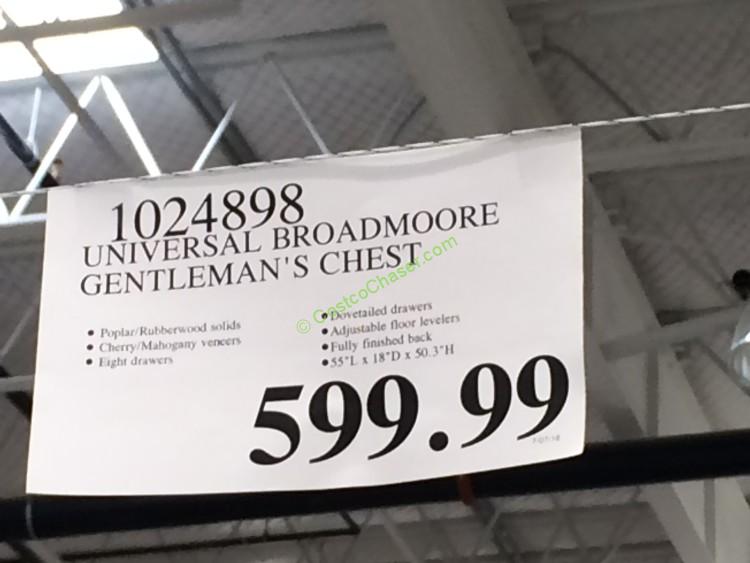 1024898
UNIVERSAL BROADMOORE
GENTLEMAN'S CHEST
© CostcoChaser.com
• Poplar/Rubberwood solids
• Cherry/Mahogany veneers
• Eight drawers
• Dovetailed drawers
• Adjustable floor levelers
• Fully finished back
• 55"L x 18"D x 50.3"H
599.99